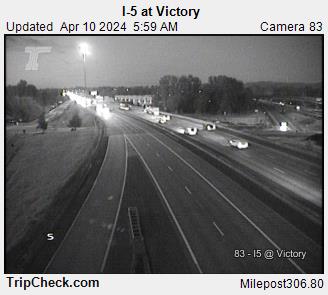 I-5 at Victory
Updated  Apr 10 2024  5:59 AM
Camera 83
T
S
83 - I5 @ Victory
TripCheck.com
Milepost306.80